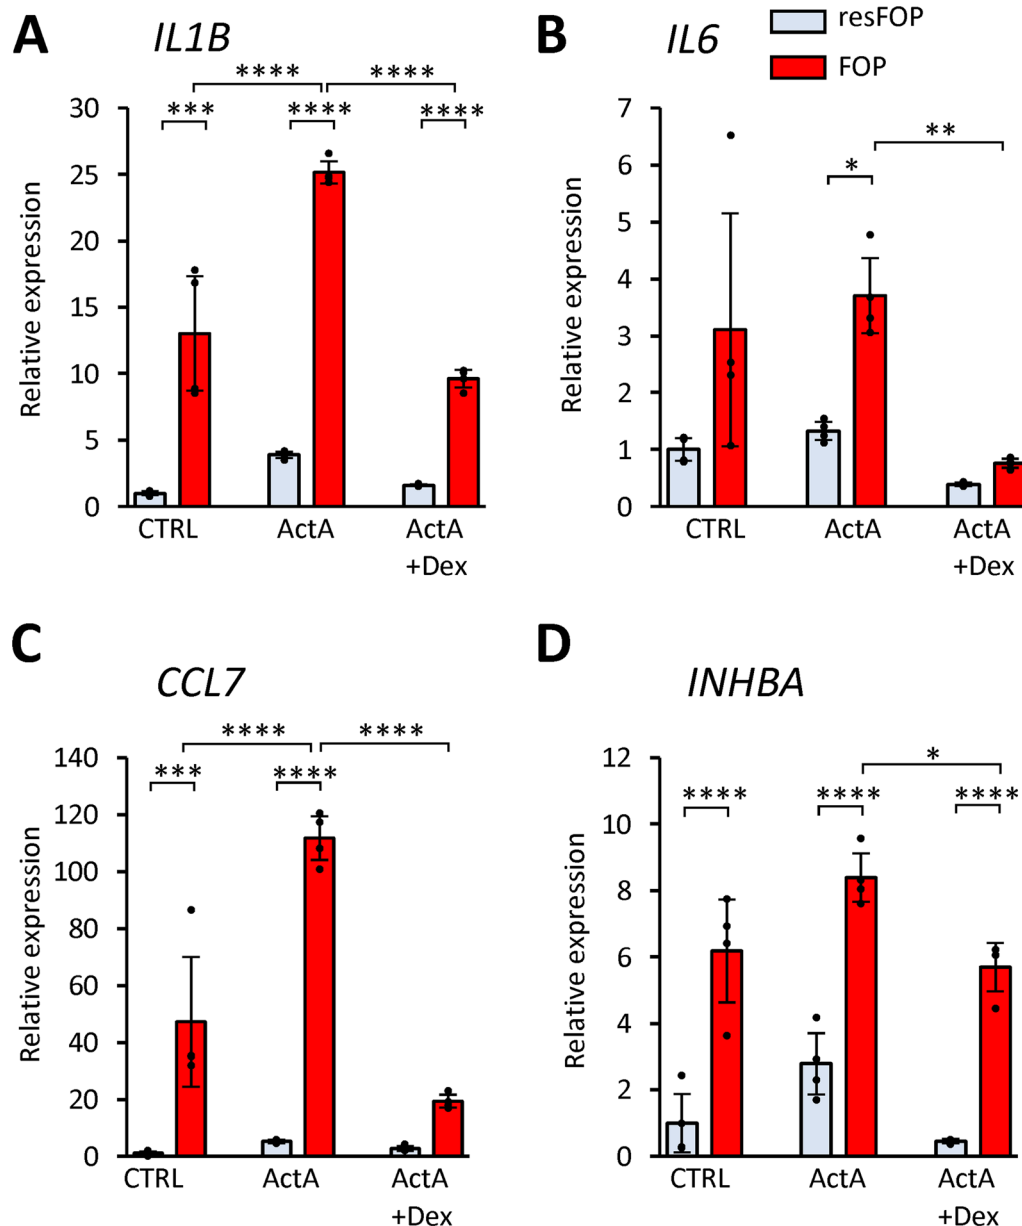 A IL1B
B IL6
resFOP
FOP
**** ****
*** **** ****
Relative expression
30
25
20
15
10
5
0
CTRL ActA ActA
+Dex
**
*
Relative expression
7
6
5
4
3
2
1
0
CTRL ActA ActA
+Dex
C CCL7
**** ****
*** ****
Relative expression
140
120
100
80
60
40
20
0
CTRL ActA ActA
+Dex
D INHBA
*
**** **** ****
Relative expression
12
10
8
6
4
2
0
CTRL ActA ActA
+Dex